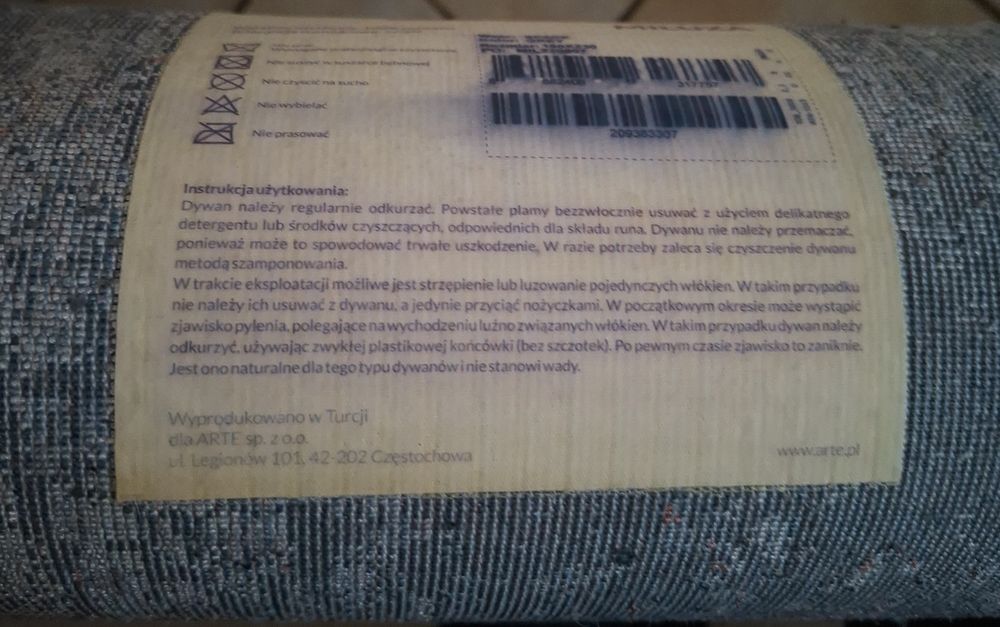 Nie suszyć w suszarce bębnowej
Nie czyścić na sucho
Nie wybielać
Nie prasować
317757
209383307
Instrukcja użytkowania:
Dywan należy regularnie odkurzać. Powstałe plamy bezzwłocznie usuwać z użyciem delikatnego
detergentu lub środków czyszczących, odpowiednich dla składu runa. Dywanu nie należy przemaczać,
ponieważ może to spowodować trwałe uszkodzenie. W razie potrzeby zaleca się czyszczenie dywanu
metodą szamponowania.
W trakcie eksploatacji możliwe jest strzępienie lub luzowanie pojedynczych włókien. W takim przypadku
nie należy ich usuwać z dywanu, a jedynie przyciąć nożyczkami. W początkowym okresie może wystąpić
zjawisko pylenia, polegające na wychodzeniu luźno związanych włókien. W takim przypadku dywan należy
odkurzyć, używając zwykłej plastikowej końcówki (bez szczotek). Po pewnym czasie zjawisko to zaniknie.
Jest ono naturalne dla tego typu dywanów i nie stanowi wady.
Wyprodukowano w Turcji
dla ARTE sp. z o.o.
ul. Legionów 101, 42-202 Częstochowa
www.arte.pl